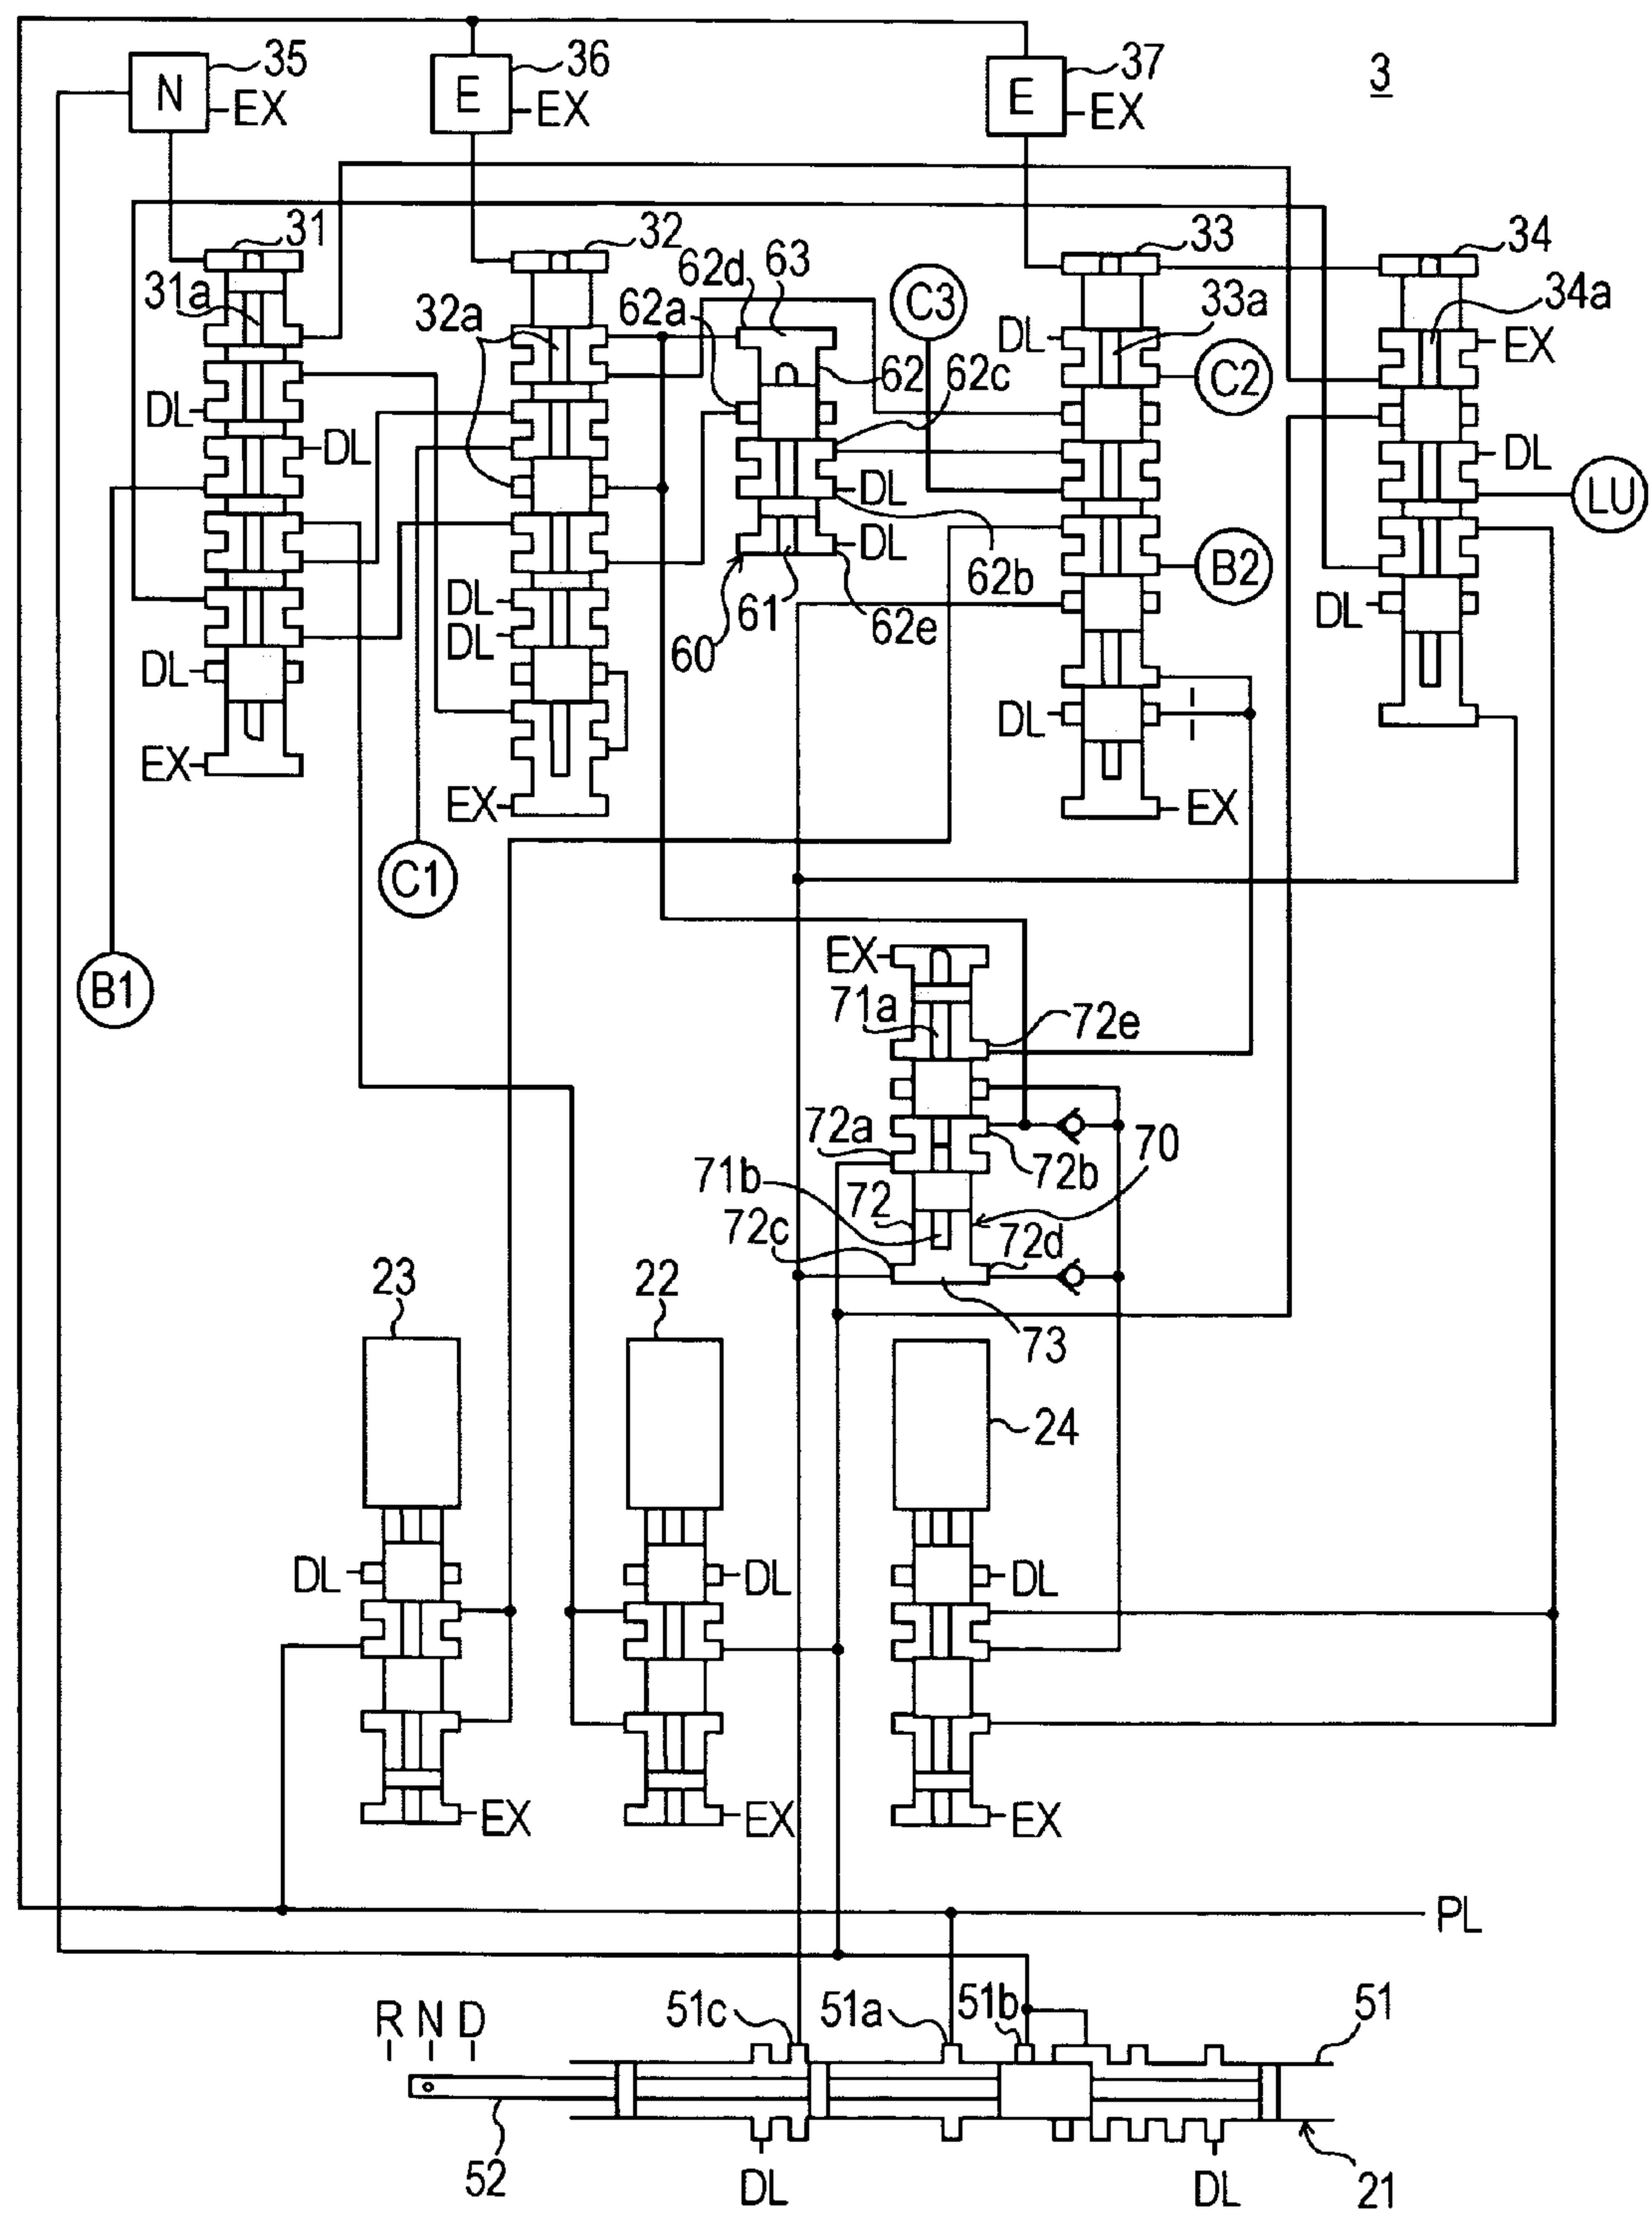 35 36 37 3
N EX E EX E EX
31 32 62d 63 33 34
31a 32a 62a C3 33a 34a
DL EX
62 62c C2
DL
DL DL DL
LU
DL
DL 62b B2
DL 61 62e DL
DL 60
DL DL
EX EX EX
C1
EX
B1 71a 72e
72a 70
71b 72 72b
72c 72d
23 22
73
24
DL DL DL
EX EX EX
PL
R N D 51c 51a 51b 51
52 DL DL 21